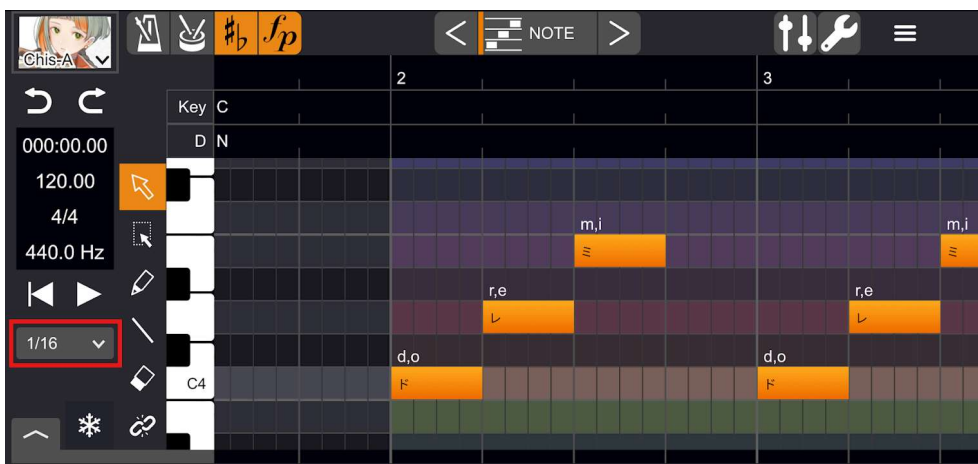 Chis-A
♯♭
fp
NOTE
2
3
Key C
D N
000:00.00
120.00
4/4
440.0 Hz
1/16
m,i
m,i
ミ
ミ
r,e
r,e
レ
レ
d,o
d,o
C4
ド
ド